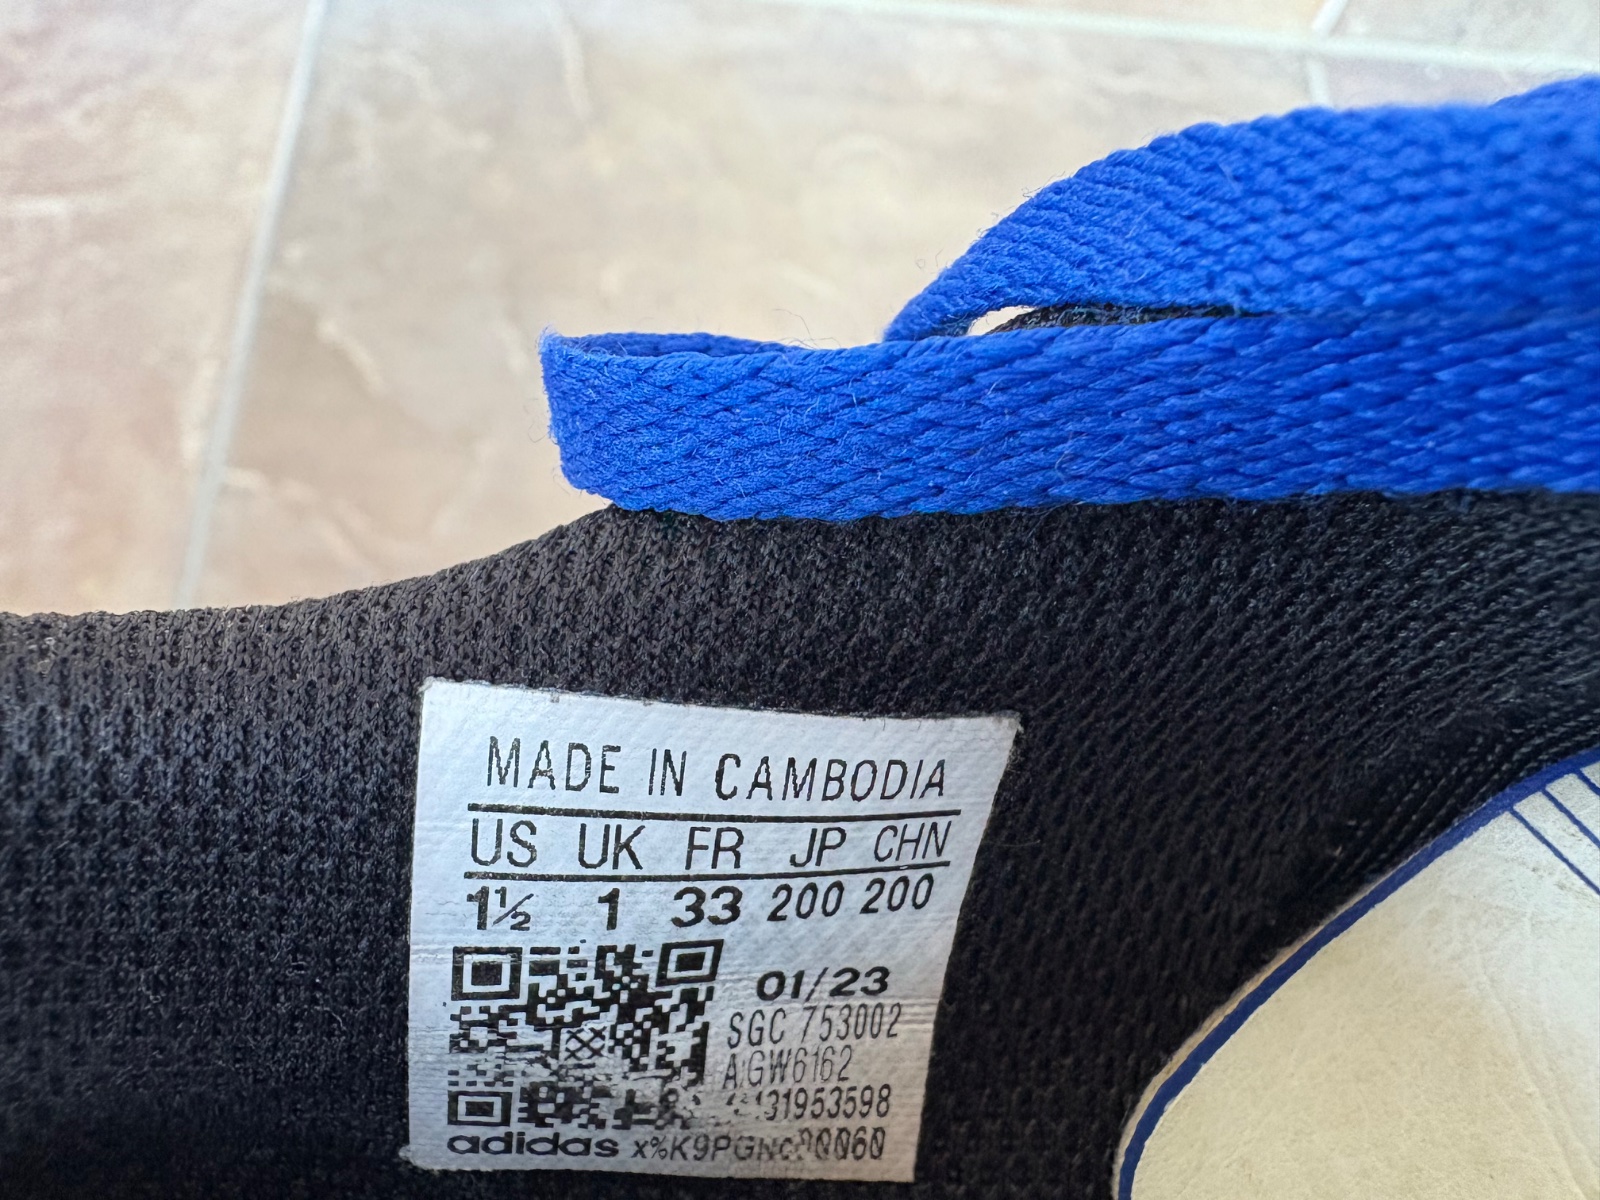 MADE IN CAMBODIA
US UK FR JP CHN
1½ 1 33 200 200
01/23
SGC 753002
GW6162
adidas